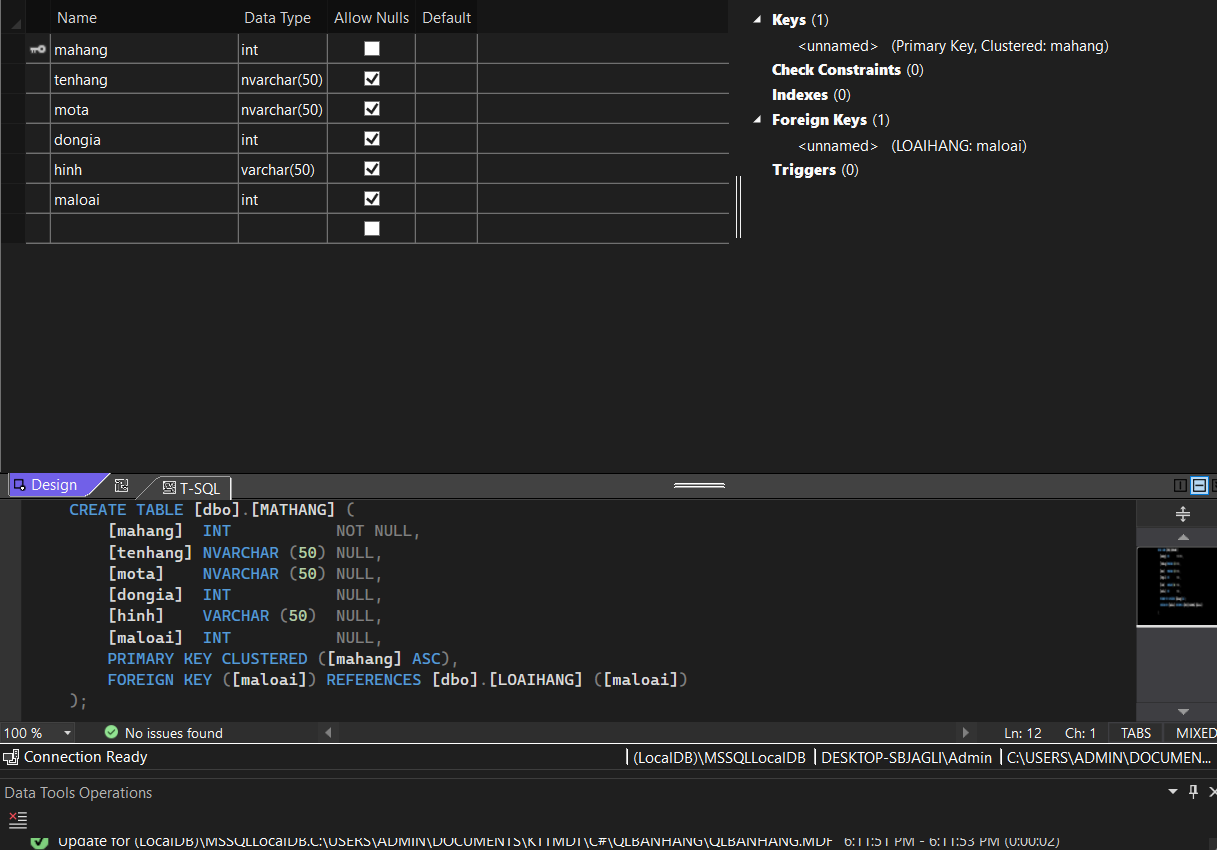 Name Data Type Allow Nulls Default
mahang int
tenhang nvarchar(50)
mota nvarchar(50)
dongia int
hinh varchar(50)
maloai int
Keys (1)
<unnamed> (Primary Key, Clustered: mahang)
Check Constraints (0)
Indexes (0)
Foreign Keys (1)
<unnamed> (LOAIHANG: maloai)
Triggers (0)
Design T-SQL
CREATE TABLE [dbo].[MATHANG] (
[mahang] INT NOT NULL,
[tenhang] NVARCHAR (50) NULL,
[mota] NVARCHAR (50) NULL,
[dongia] INT NULL,
[hinh] VARCHAR (50) NULL,
[maloai] INT NULL,
PRIMARY KEY CLUSTERED ([mahang] ASC),
FOREIGN KEY ([maloai]) REFERENCES [dbo].[LOAIHANG] ([maloai])
);
100 % No issues found Ln: 12 Ch: 1 TABS MIXED
Connection Ready (LocalDB)\MSSQLLocalDB DESKTOP-SBJAGLI\Admin C:\USERS\ADMIN\DOCUMEN...
Data Tools Operations
Update for (LocalDB)\MSSQLLocalDB.C:\USERS\ADMIN\DOCUMENTS\KTTMDT\C#\QLBANHANG\QLBANHANG.MDF 6:11:51 PM - 6:11:53 PM (0:00:02)